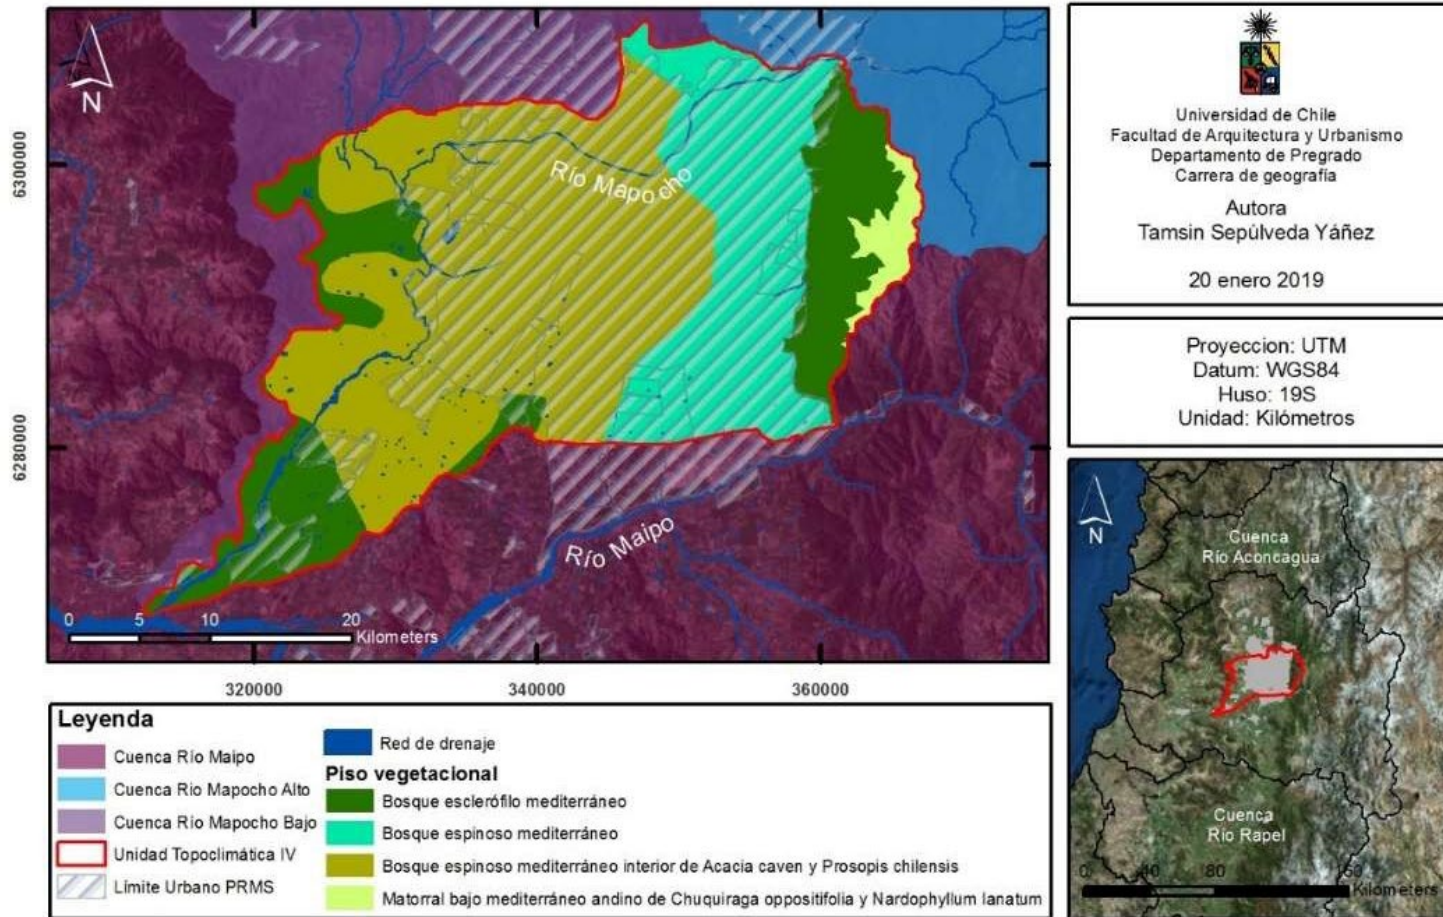 N
Río Mapocho
Río Maipo
6300000
6280000
0 5 10 20
Kilometers
320000
340000
360000
Leyenda
Cuenca Río Maipo
Cuenca Rio Mapocho Alto
Cuenca Río Mapocho Bajo
Unidad Topoclimática IV
Límite Urbano PRMS
Red de drenaje
Piso vegetacional
Bosque esclerófilo mediterráneo
Bosque espinoso mediterráneo
Bosque espinoso mediterráneo interior de Acacia caven y Prosopis chilensis
Matorral bajo mediterráneo andino de Chuquiraga oppositifolia y Nardophyllum lanatum
Universidad de Chile
Facultad de Arquitectura y Urbanismo
Departamento de Pregrado
Carrera de geografía
Autora
Tamsin Sepúlveda Yáñez
20 enero 2019
Proyeccion: UTM
Datum: WGS84
Huso: 19S
Unidad: Kilómetros
N
Cuenca
Río Aconcagua
Cuenca
Río Rapel
0 40 80 160
Kilometers